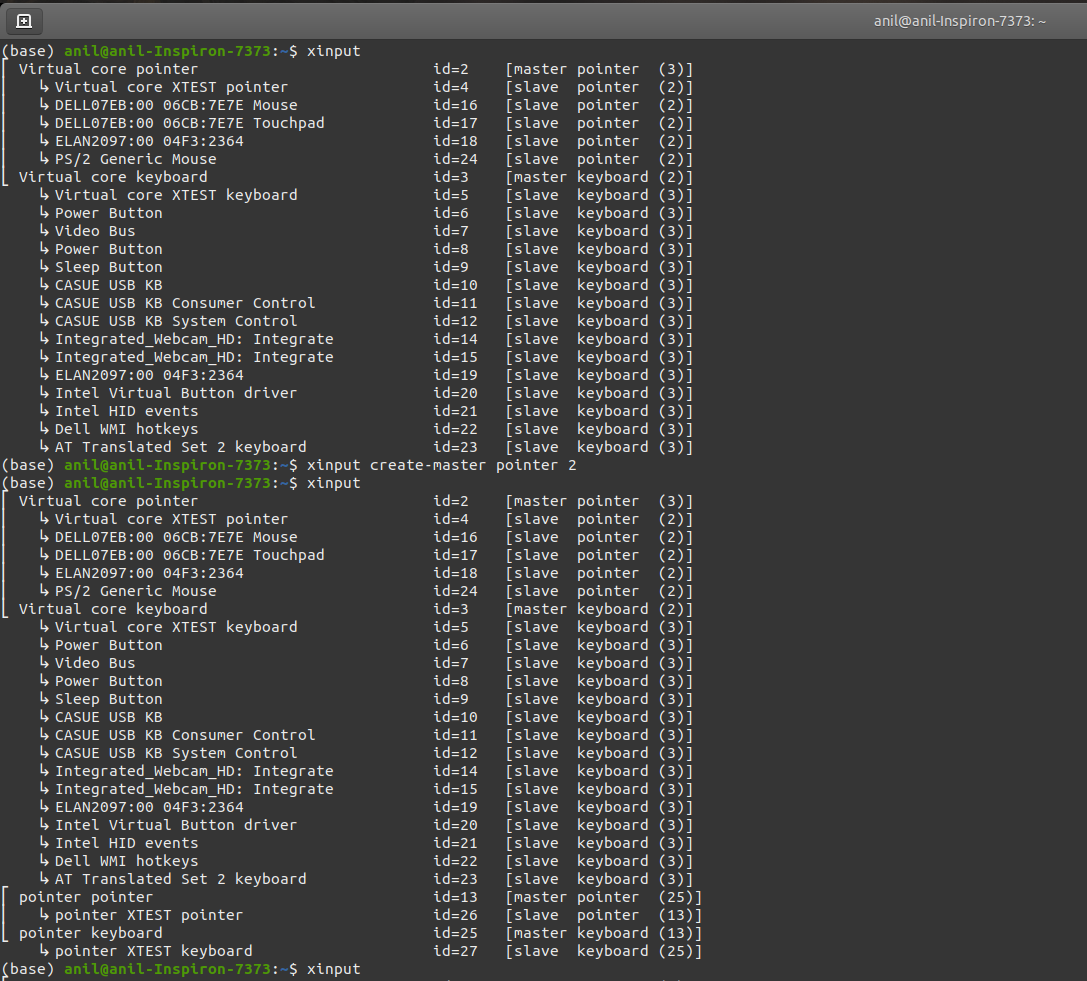 anil@anil-Inspiron-7373: ~
(base) anil@anil-Inspiron-7373:~$ xinput
⎡ Virtual core pointer id=2 [master pointer (3)]
⎜ ↳ Virtual core XTEST pointer id=4 [slave pointer (2)]
⎜ ↳ DELL07EB:00 06CB:7E7E Mouse id=16 [slave pointer (2)]
⎜ ↳ DELL07EB:00 06CB:7E7E Touchpad id=17 [slave pointer (2)]
⎜ ↳ ELAN2097:00 04F3:2364 id=18 [slave pointer (2)]
⎜ ↳ PS/2 Generic Mouse id=24 [slave pointer (2)]
⎣ Virtual core keyboard id=3 [master keyboard (2)]
↳ Virtual core XTEST keyboard id=5 [slave keyboard (3)]
↳ Power Button id=6 [slave keyboard (3)]
↳ Video Bus id=7 [slave keyboard (3)]
↳ Power Button id=8 [slave keyboard (3)]
↳ Sleep Button id=9 [slave keyboard (3)]
↳ CASUE USB KB id=10 [slave keyboard (3)]
↳ CASUE USB KB Consumer Control id=11 [slave keyboard (3)]
↳ CASUE USB KB System Control id=12 [slave keyboard (3)]
↳ Integrated_Webcam_HD: Integrate id=14 [slave keyboard (3)]
↳ Integrated_Webcam_HD: Integrate id=15 [slave keyboard (3)]
↳ ELAN2097:00 04F3:2364 id=19 [slave keyboard (3)]
↳ Intel Virtual Button driver id=20 [slave keyboard (3)]
↳ Intel HID events id=21 [slave keyboard (3)]
↳ Dell WMI hotkeys id=22 [slave keyboard (3)]
↳ AT Translated Set 2 keyboard id=23 [slave keyboard (3)]
(base) anil@anil-Inspiron-7373:~$ xinput create-master pointer 2
(base) anil@anil-Inspiron-7373:~$ xinput
⎡ Virtual core pointer id=2 [master pointer (3)]
⎜ ↳ Virtual core XTEST pointer id=4 [slave pointer (2)]
⎜ ↳ DELL07EB:00 06CB:7E7E Mouse id=16 [slave pointer (2)]
⎜ ↳ DELL07EB:00 06CB:7E7E Touchpad id=17 [slave pointer (2)]
⎜ ↳ ELAN2097:00 04F3:2364 id=18 [slave pointer (2)]
⎜ ↳ PS/2 Generic Mouse id=24 [slave pointer (2)]
⎣ Virtual core keyboard id=3 [master keyboard (2)]
↳ Virtual core XTEST keyboard id=5 [slave keyboard (3)]
↳ Power Button id=6 [slave keyboard (3)]
↳ Video Bus id=7 [slave keyboard (3)]
↳ Power Button id=8 [slave keyboard (3)]
↳ Sleep Button id=9 [slave keyboard (3)]
↳ CASUE USB KB id=10 [slave keyboard (3)]
↳ CASUE USB KB Consumer Control id=11 [slave keyboard (3)]
↳ CASUE USB KB System Control id=12 [slave keyboard (3)]
↳ Integrated_Webcam_HD: Integrate id=14 [slave keyboard (3)]
↳ Integrated_Webcam_HD: Integrate id=15 [slave keyboard (3)]
↳ ELAN2097:00 04F3:2364 id=19 [slave keyboard (3)]
↳ Intel Virtual Button driver id=20 [slave keyboard (3)]
↳ Intel HID events id=21 [slave keyboard (3)]
↳ Dell WMI hotkeys id=22 [slave keyboard (3)]
↳ AT Translated Set 2 keyboard id=23 [slave keyboard (3)]
⎡ pointer pointer id=13 [master pointer (25)]
⎜ ↳ pointer XTEST pointer id=26 [slave pointer (13)]
⎣ pointer keyboard id=25 [master keyboard (13)]
↳ pointer XTEST keyboard id=27 [slave keyboard (25)]
(base) anil@anil-Inspiron-7373:~$ xinput